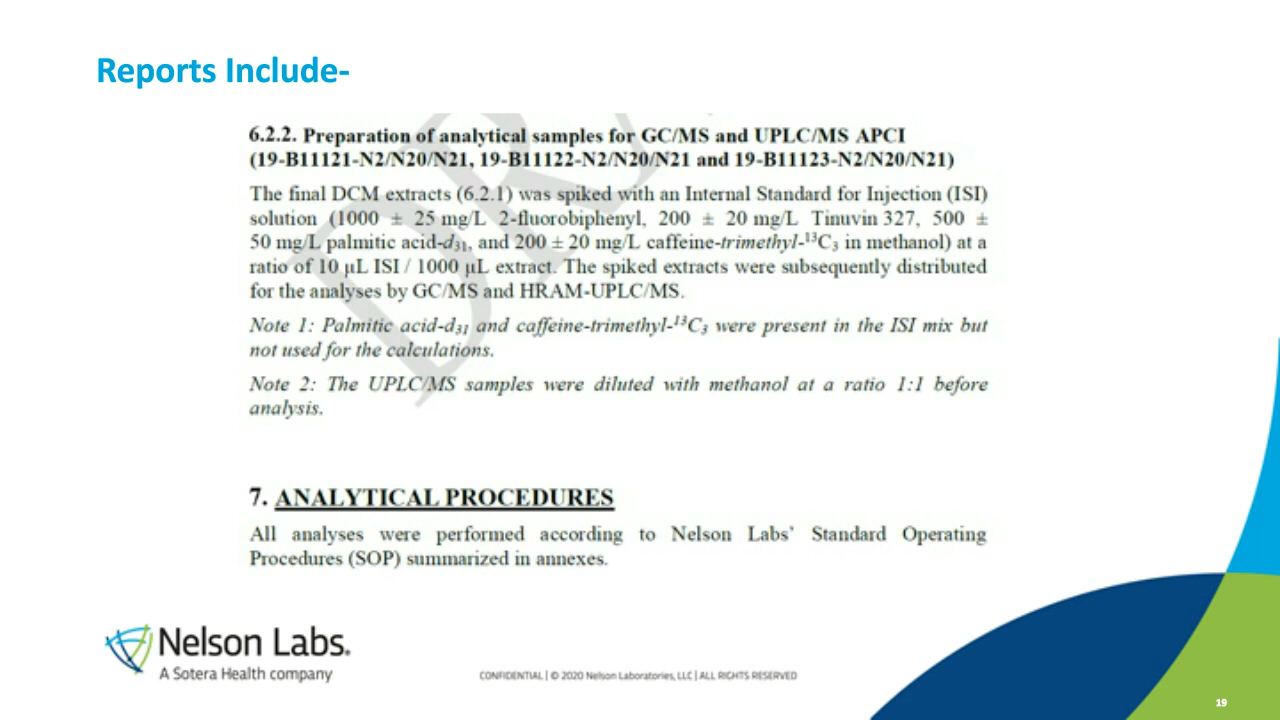 Reports Include-
6.2.2. Preparation of analytical samples for GC/MS and UPLC/MS APCI
(19-B11121-N2/N20/N21, 19-B11122-N2/N20/N21 and 19-B11123-N2/N20/N21)
The final DCM extracts (6.2.1) was spiked with an Internal Standard for Injection (ISI)
solution (1000 ± 25 mg/L 2-fluorobiphenyl, 200 ± 20 mg/L Tinuvin 327, 500 ±
50 mg/L palmitic acid-d₃₁, and 200 ± 20 mg/L caffeine-trimethyl-¹³C₃ in methanol) at a
ratio of 10 µL ISI / 1000 µL extract. The spiked extracts were subsequently distributed
for the analyses by GC/MS and HRAM-UPLC/MS.
Note 1: Palmitic acid-d₃₁ and caffeine-trimethyl-¹³C₃ were present in the ISI mix but
not used for the calculations.
Note 2: The UPLC/MS samples were diluted with methanol at a ratio 1:1 before
analysis.
7. ANALYTICAL PROCEDURES
All analyses were performed according to Nelson Labs' Standard Operating
Procedures (SOP) summarized in annexes.
Nelson Labs.
A Sotera Health company
CONFIDENTIAL | © 2020 Nelson Laboratories, LLC | ALL RIGHTS RESERVED
19